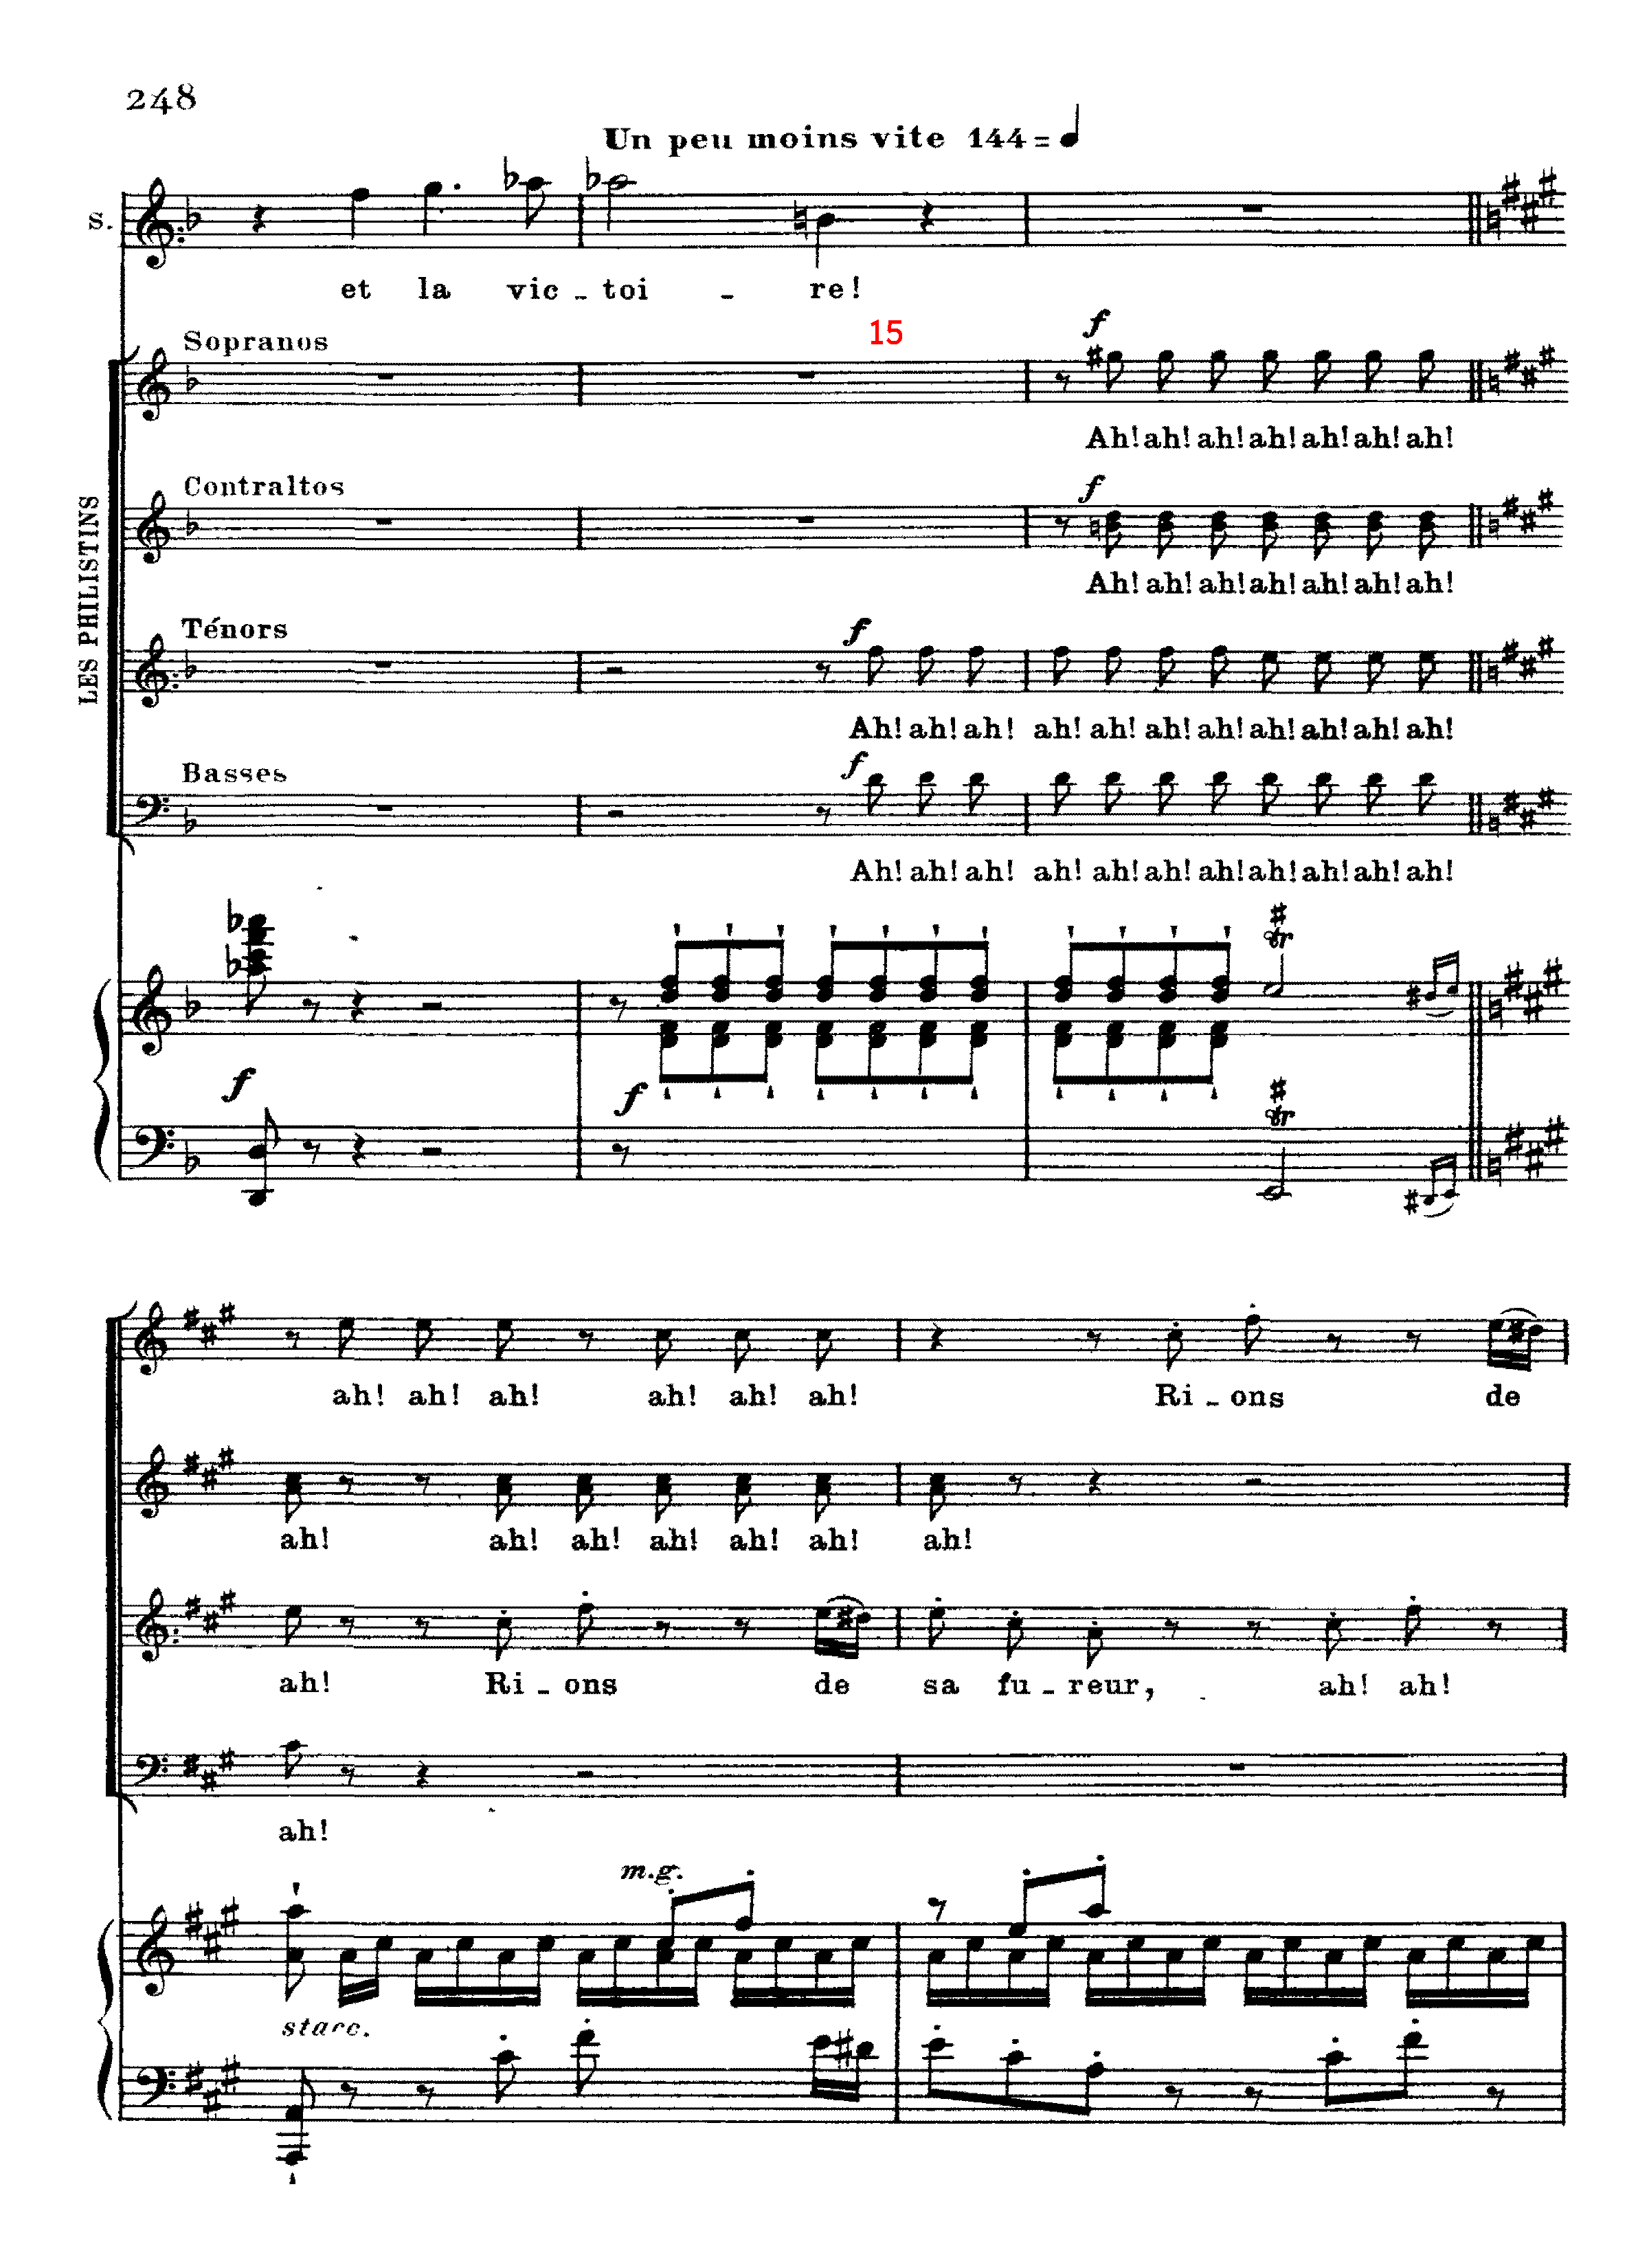 248
Un peu moins vite 144 =
S.
et la vic - toi - re!
15
LES PHILISTINS
Sopranos
f
Ah! ah! ah! ah! ah! ah! ah!
Contraltos
f
Ah! ah! ah! ah! ah! ah! ah!
Ténors
f
Ah! ah! ah! ah! ah! ah! ah! ah! ah! ah! ah!
Basses
f
Ah! ah! ah! ah! ah! ah! ah! ah! ah! ah! ah!
tr
f f
tr
ah! ah! ah! ah! ah! ah! Ri - ons de
ah! ah! ah! ah! ah! ah! ah!
ah! Ri - ons de sa fu - reur, ah! ah!
ah!
m.g.
stacc.